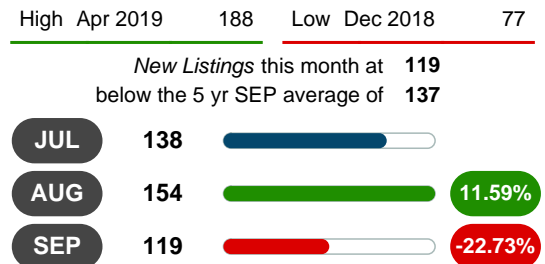 High Apr 2019 188 Low Dec 2018 77
New Listings this month at 119
below the 5 yr SEP average of 137
JUL 138
AUG 154 11.59%
SEP 119 -22.73%